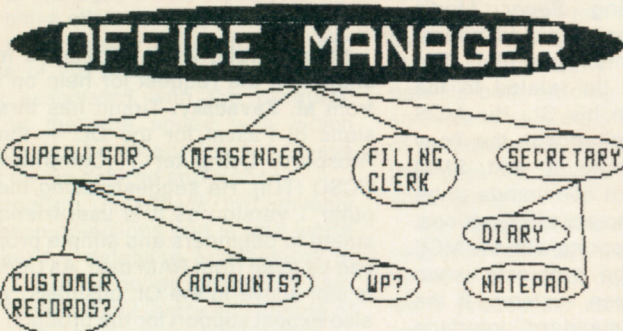 OFFICE MANAGER
SUPERVISOR
MESSENGER
FILING
CLERK
SECRETARY
DIARY
NOTEPAD
CUSTOMER
RECORDS?
ACCOUNTS?
WP?